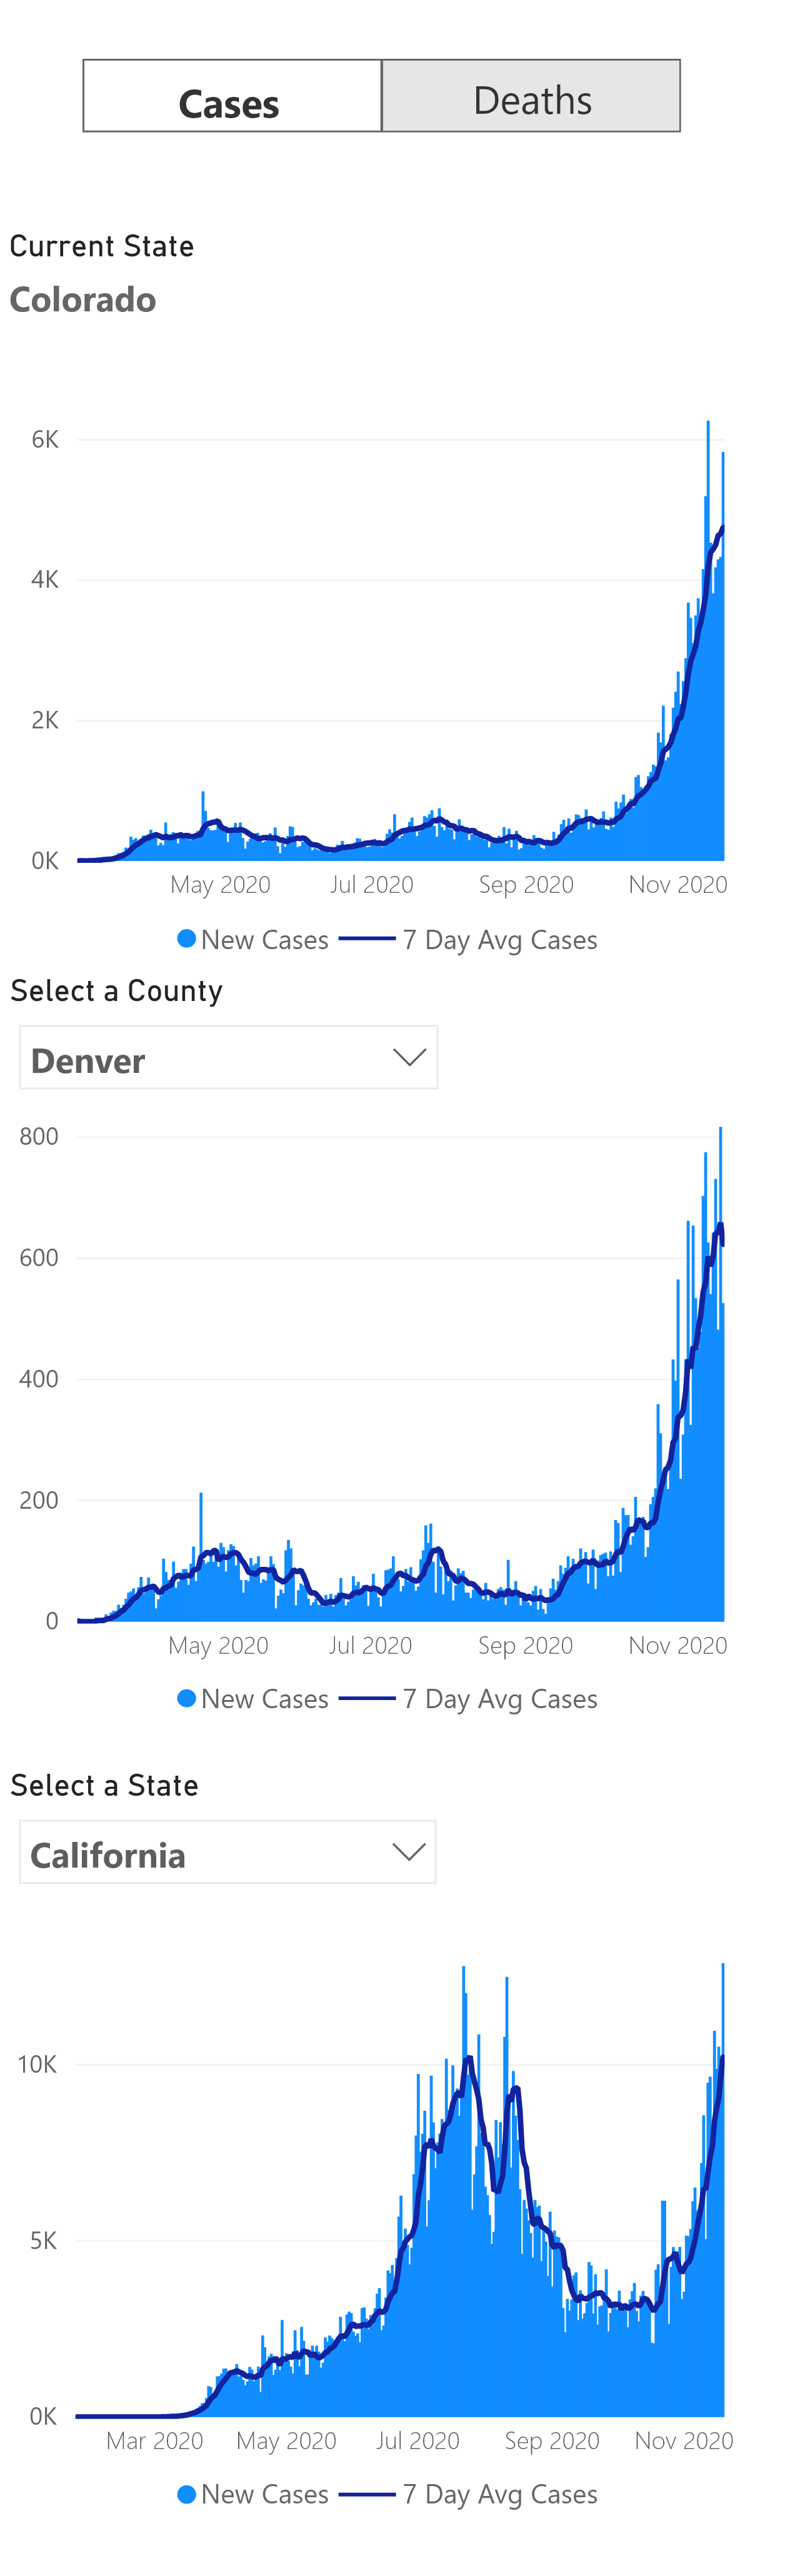 Cases Deaths
Current State
Colorado
6K
4K
2K
0K
May 2020 Jul 2020 Sep 2020 Nov 2020
New Cases 7 Day Avg Cases
Select a County
Denver
800
600
400
200
0
May 2020 Jul 2020 Sep 2020 Nov 2020
New Cases 7 Day Avg Cases
Select a State
California
10K
5K
0K
Mar 2020 May 2020 Jul 2020 Sep 2020 Nov 2020
New Cases 7 Day Avg Cases